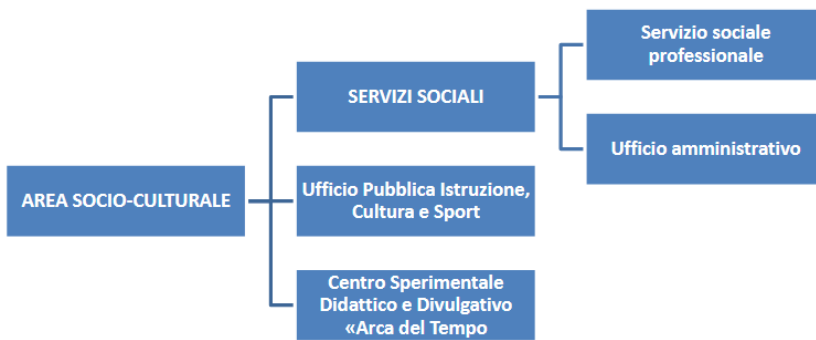 Servizio sociale
professionale
SERVIZI SOCIALI
Ufficio amministrativo
AREA SOCIO-CULTURALE
Ufficio Pubblica Istruzione,
Cultura e Sport
Centro Sperimentale
Didattico e Divulgativo
«Arca del Tempo